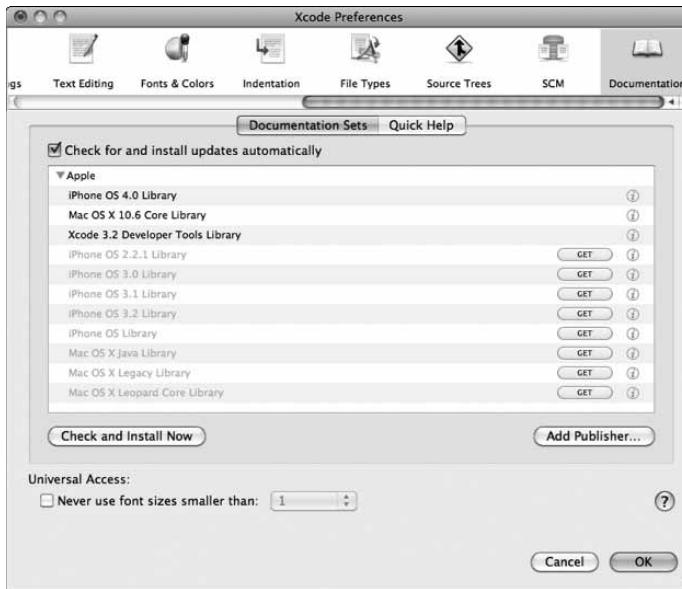 Xcode Preferences
gs Text Editing Fonts & Colors Indentation File Types Source Trees SCM Documentation
Documentation Sets Quick Help
Check for and install updates automatically
Apple
iPhone OS 4.0 Library
Mac OS X 10.6 Core Library
Xcode 3.2 Developer Tools Library
iPhone OS 2.2.1 Library GET
iPhone OS 3.0 Library GET
iPhone OS 3.1 Library GET
iPhone OS 3.2 Library GET
iPhone OS Library GET
Mac OS X Java Library GET
Mac OS X Legacy Library GET
Mac OS X Leopard Core Library GET
Check and Install Now Add Publisher...
Universal Access:
Never use font sizes smaller than: 1
?
Cancel OK